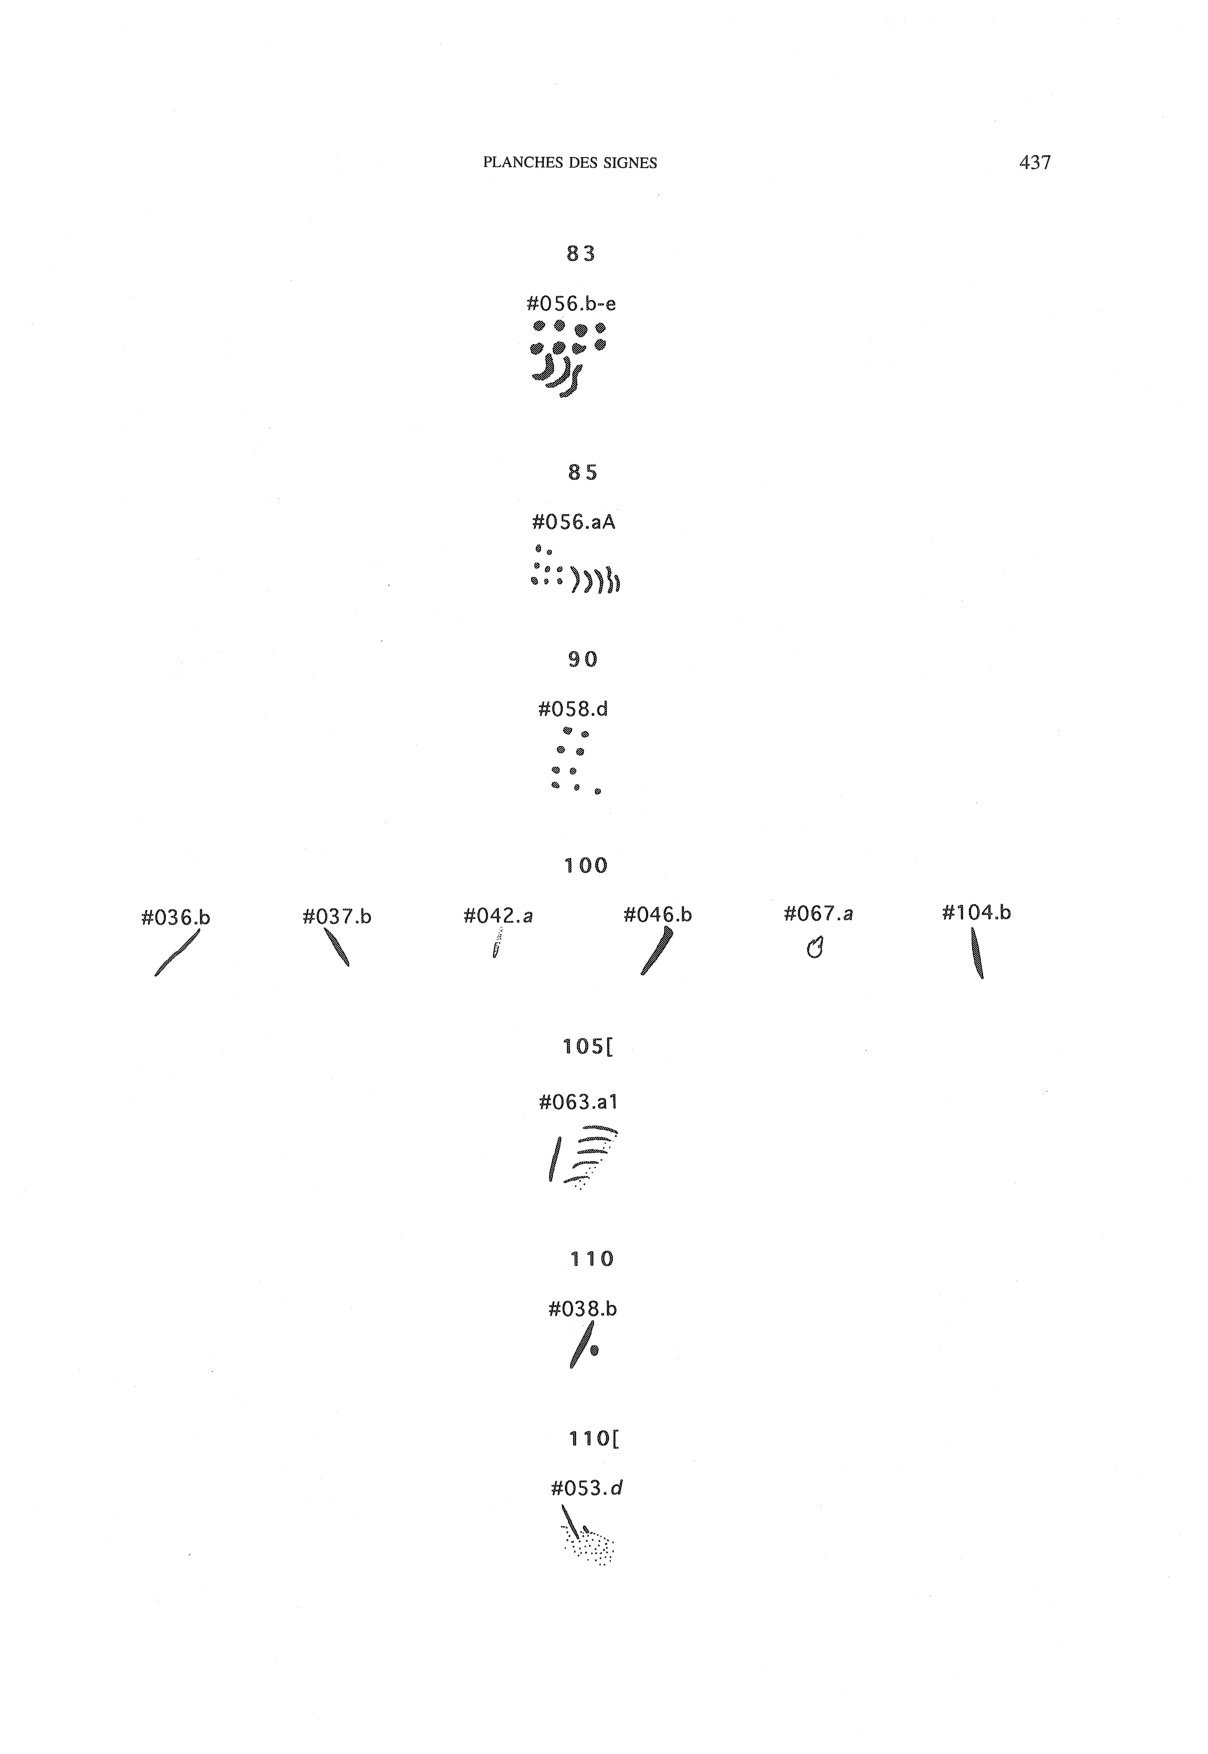 PLANCHES DES SIGNES 437
83
#056.b-e
85
#056.aA
90
#058.d
100
#036.b #037.b #042.a #046.b #067.a #104.b
105[
#063.a1
110
#038.b
110[
#053.d